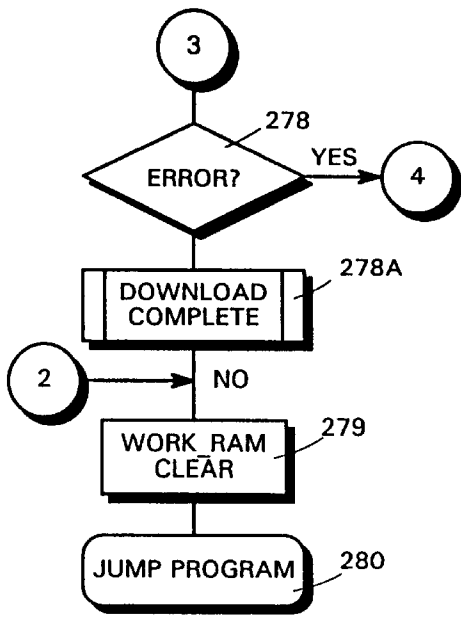 3
278
ERROR?
YES
4
278A
DOWNLOAD
COMPLETE
2
NO
279
WORK_RAM
CLEAR
JUMP PROGRAM
280